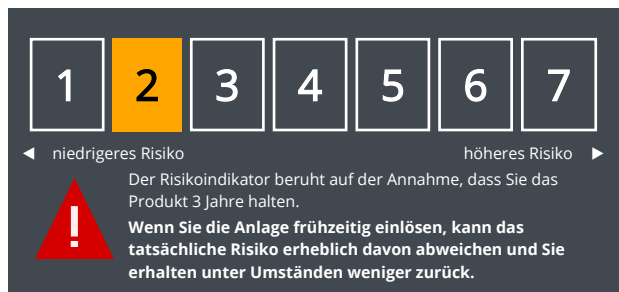 1 2 3 4 5 6 7
◄ niedrigeres Risiko höheres Risiko ►
Der Risikoindikator beruht auf der Annahme, dass Sie das
Produkt 3 Jahre halten.
Wenn Sie die Anlage frühzeitig einlösen, kann das
tatsächliche Risiko erheblich davon abweichen und Sie
erhalten unter Umständen weniger zurück.
!